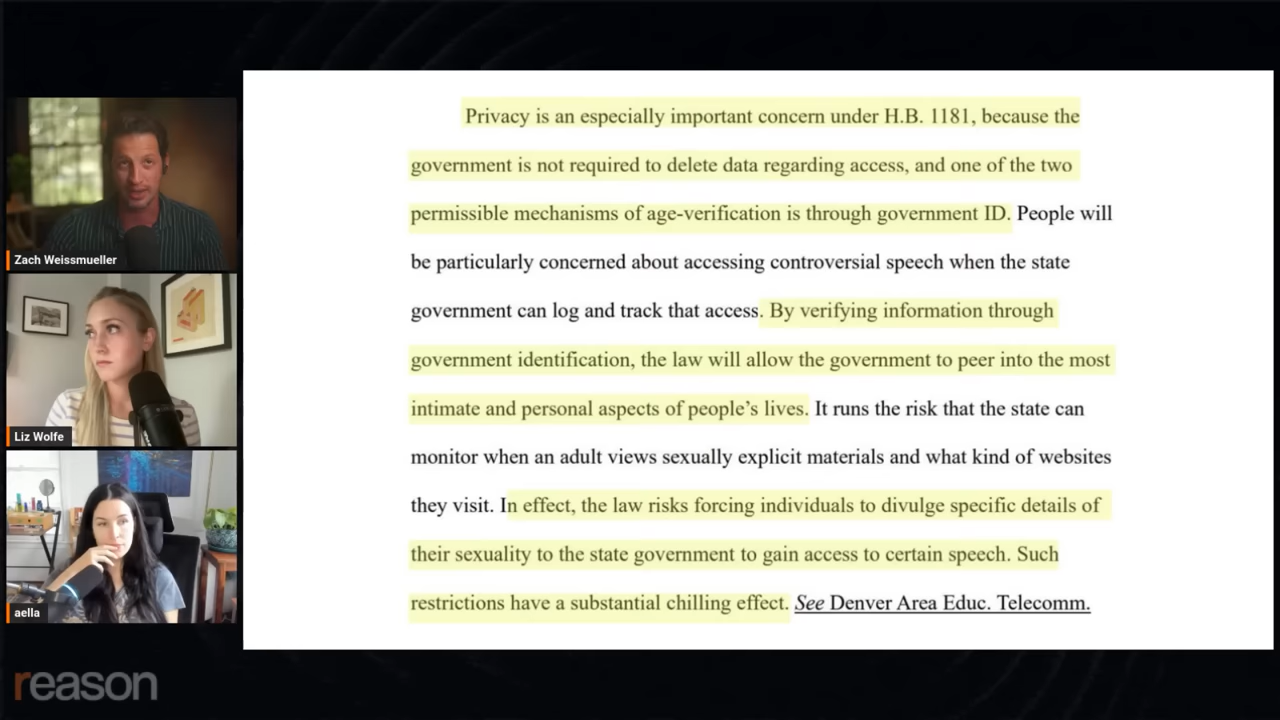 Zach Weissmueller
Liz Wolfe
aella
reason
Privacy is an especially important concern under H.B. 1181, because the
government is not required to delete data regarding access, and one of the two
permissible mechanisms of age-verification is through government ID. People will
be particularly concerned about accessing controversial speech when the state
government can log and track that access. By verifying information through
government identification, the law will allow the government to peer into the most
intimate and personal aspects of people’s lives. It runs the risk that the state can
monitor when an adult views sexually explicit materials and what kind of websites
they visit. In effect, the law risks forcing individuals to divulge specific details of
their sexuality to the state government to gain access to certain speech. Such
restrictions have a substantial chilling effect. See Denver Area Educ. Telecomm.